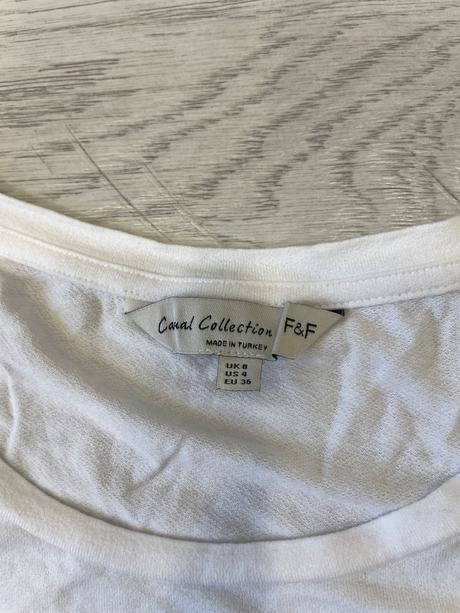 Casual Collection F&F
MADE IN TURKEY
UK 8
US 4
EU 36